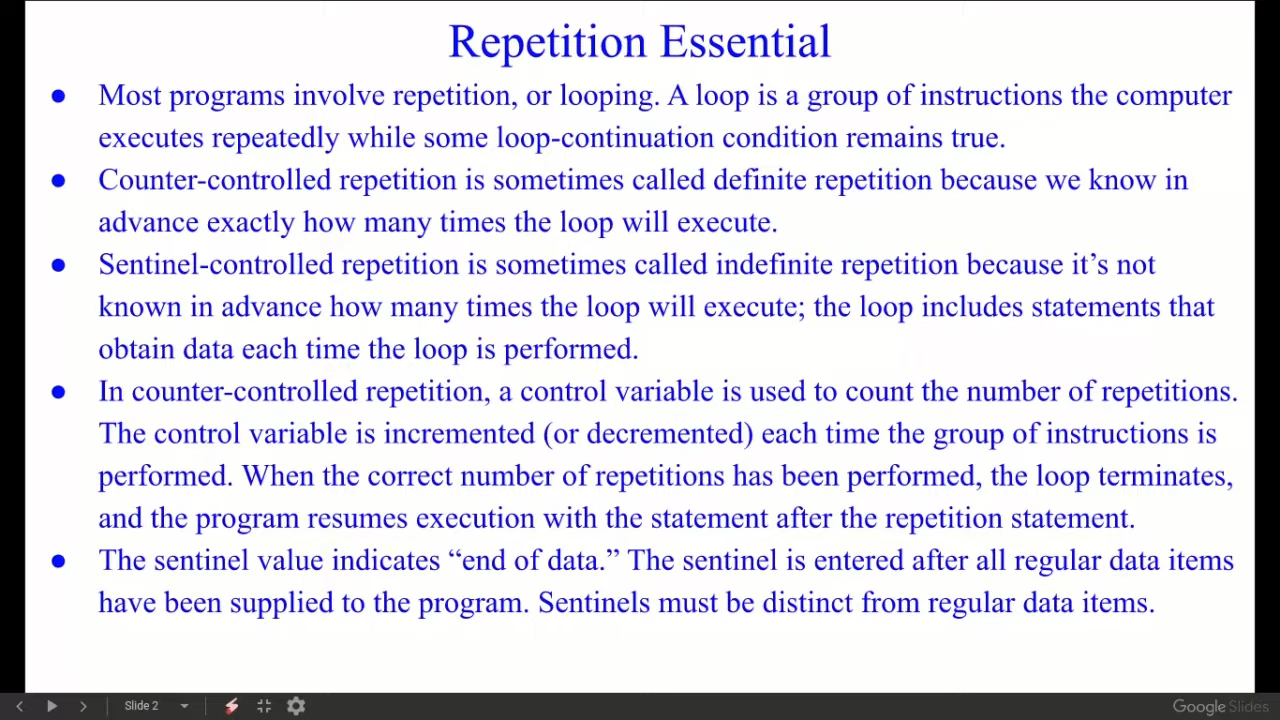 Repetition Essential
● Most programs involve repetition, or looping. A loop is a group of instructions the computer
executes repeatedly while some loop-continuation condition remains true.
● Counter-controlled repetition is sometimes called definite repetition because we know in
advance exactly how many times the loop will execute.
● Sentinel-controlled repetition is sometimes called indefinite repetition because it’s not
known in advance how many times the loop will execute; the loop includes statements that
obtain data each time the loop is performed.
● In counter-controlled repetition, a control variable is used to count the number of repetitions.
The control variable is incremented (or decremented) each time the group of instructions is
performed. When the correct number of repetitions has been performed, the loop terminates,
and the program resumes execution with the statement after the repetition statement.
● The sentinel value indicates “end of data.” The sentinel is entered after all regular data items
have been supplied to the program. Sentinels must be distinct from regular data items.
Slide 2
Google Slides